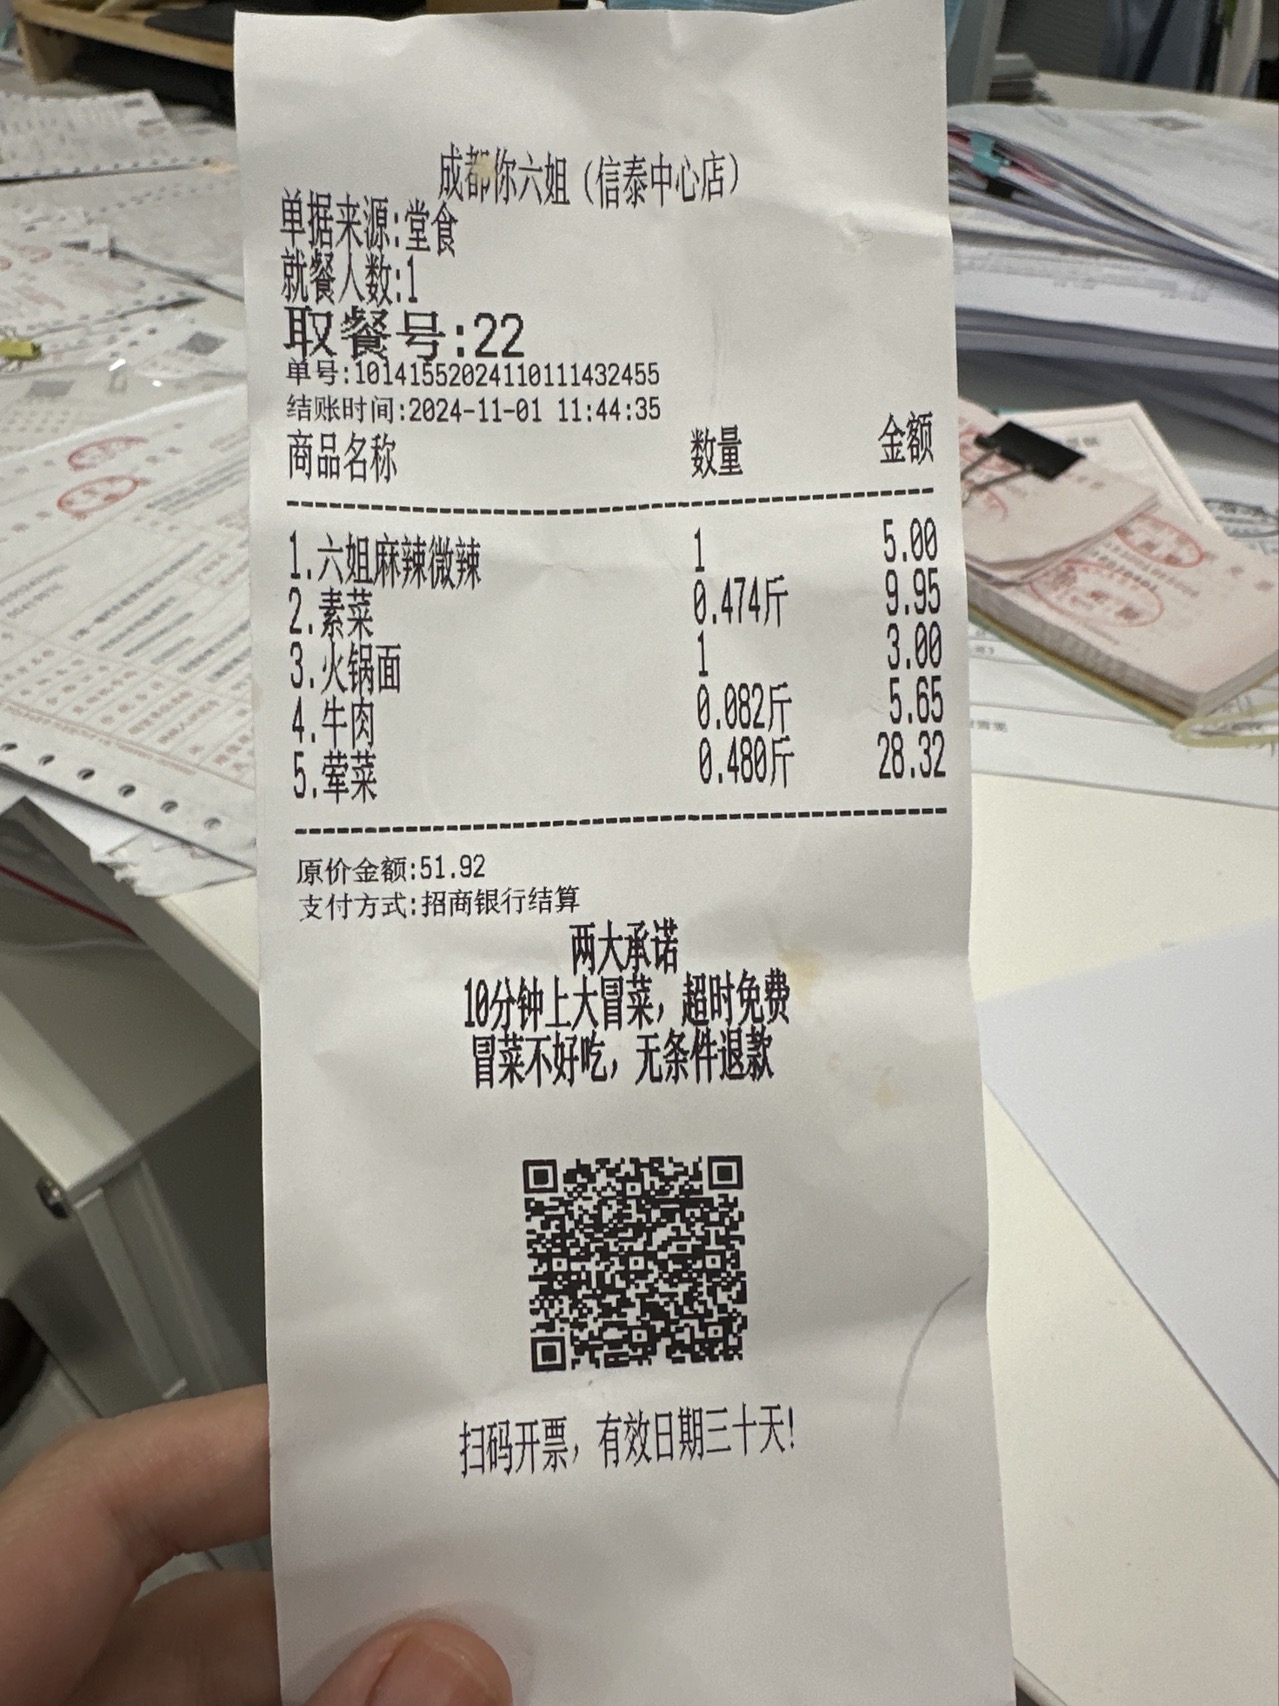 成都你六姐（信泰中心店）
单据来源:堂食
就餐人数:1
取餐号:22
单号:10141552024110111432455
结账时间:2024-11-01 11:44:35
商品名称 数量 金额
1.六姐麻辣微辣 1 5.00
2.素菜 0.474斤 9.95
3.火锅面 1 3.00
4.牛肉 0.082斤 5.65
5.荤菜 0.480斤 28.32
原价金额:51.92
支付方式:招商银行结算
两大承诺
10分钟上大冒菜，超时免费
冒菜不好吃，无条件退款
扫码开票，有效日期三十天!